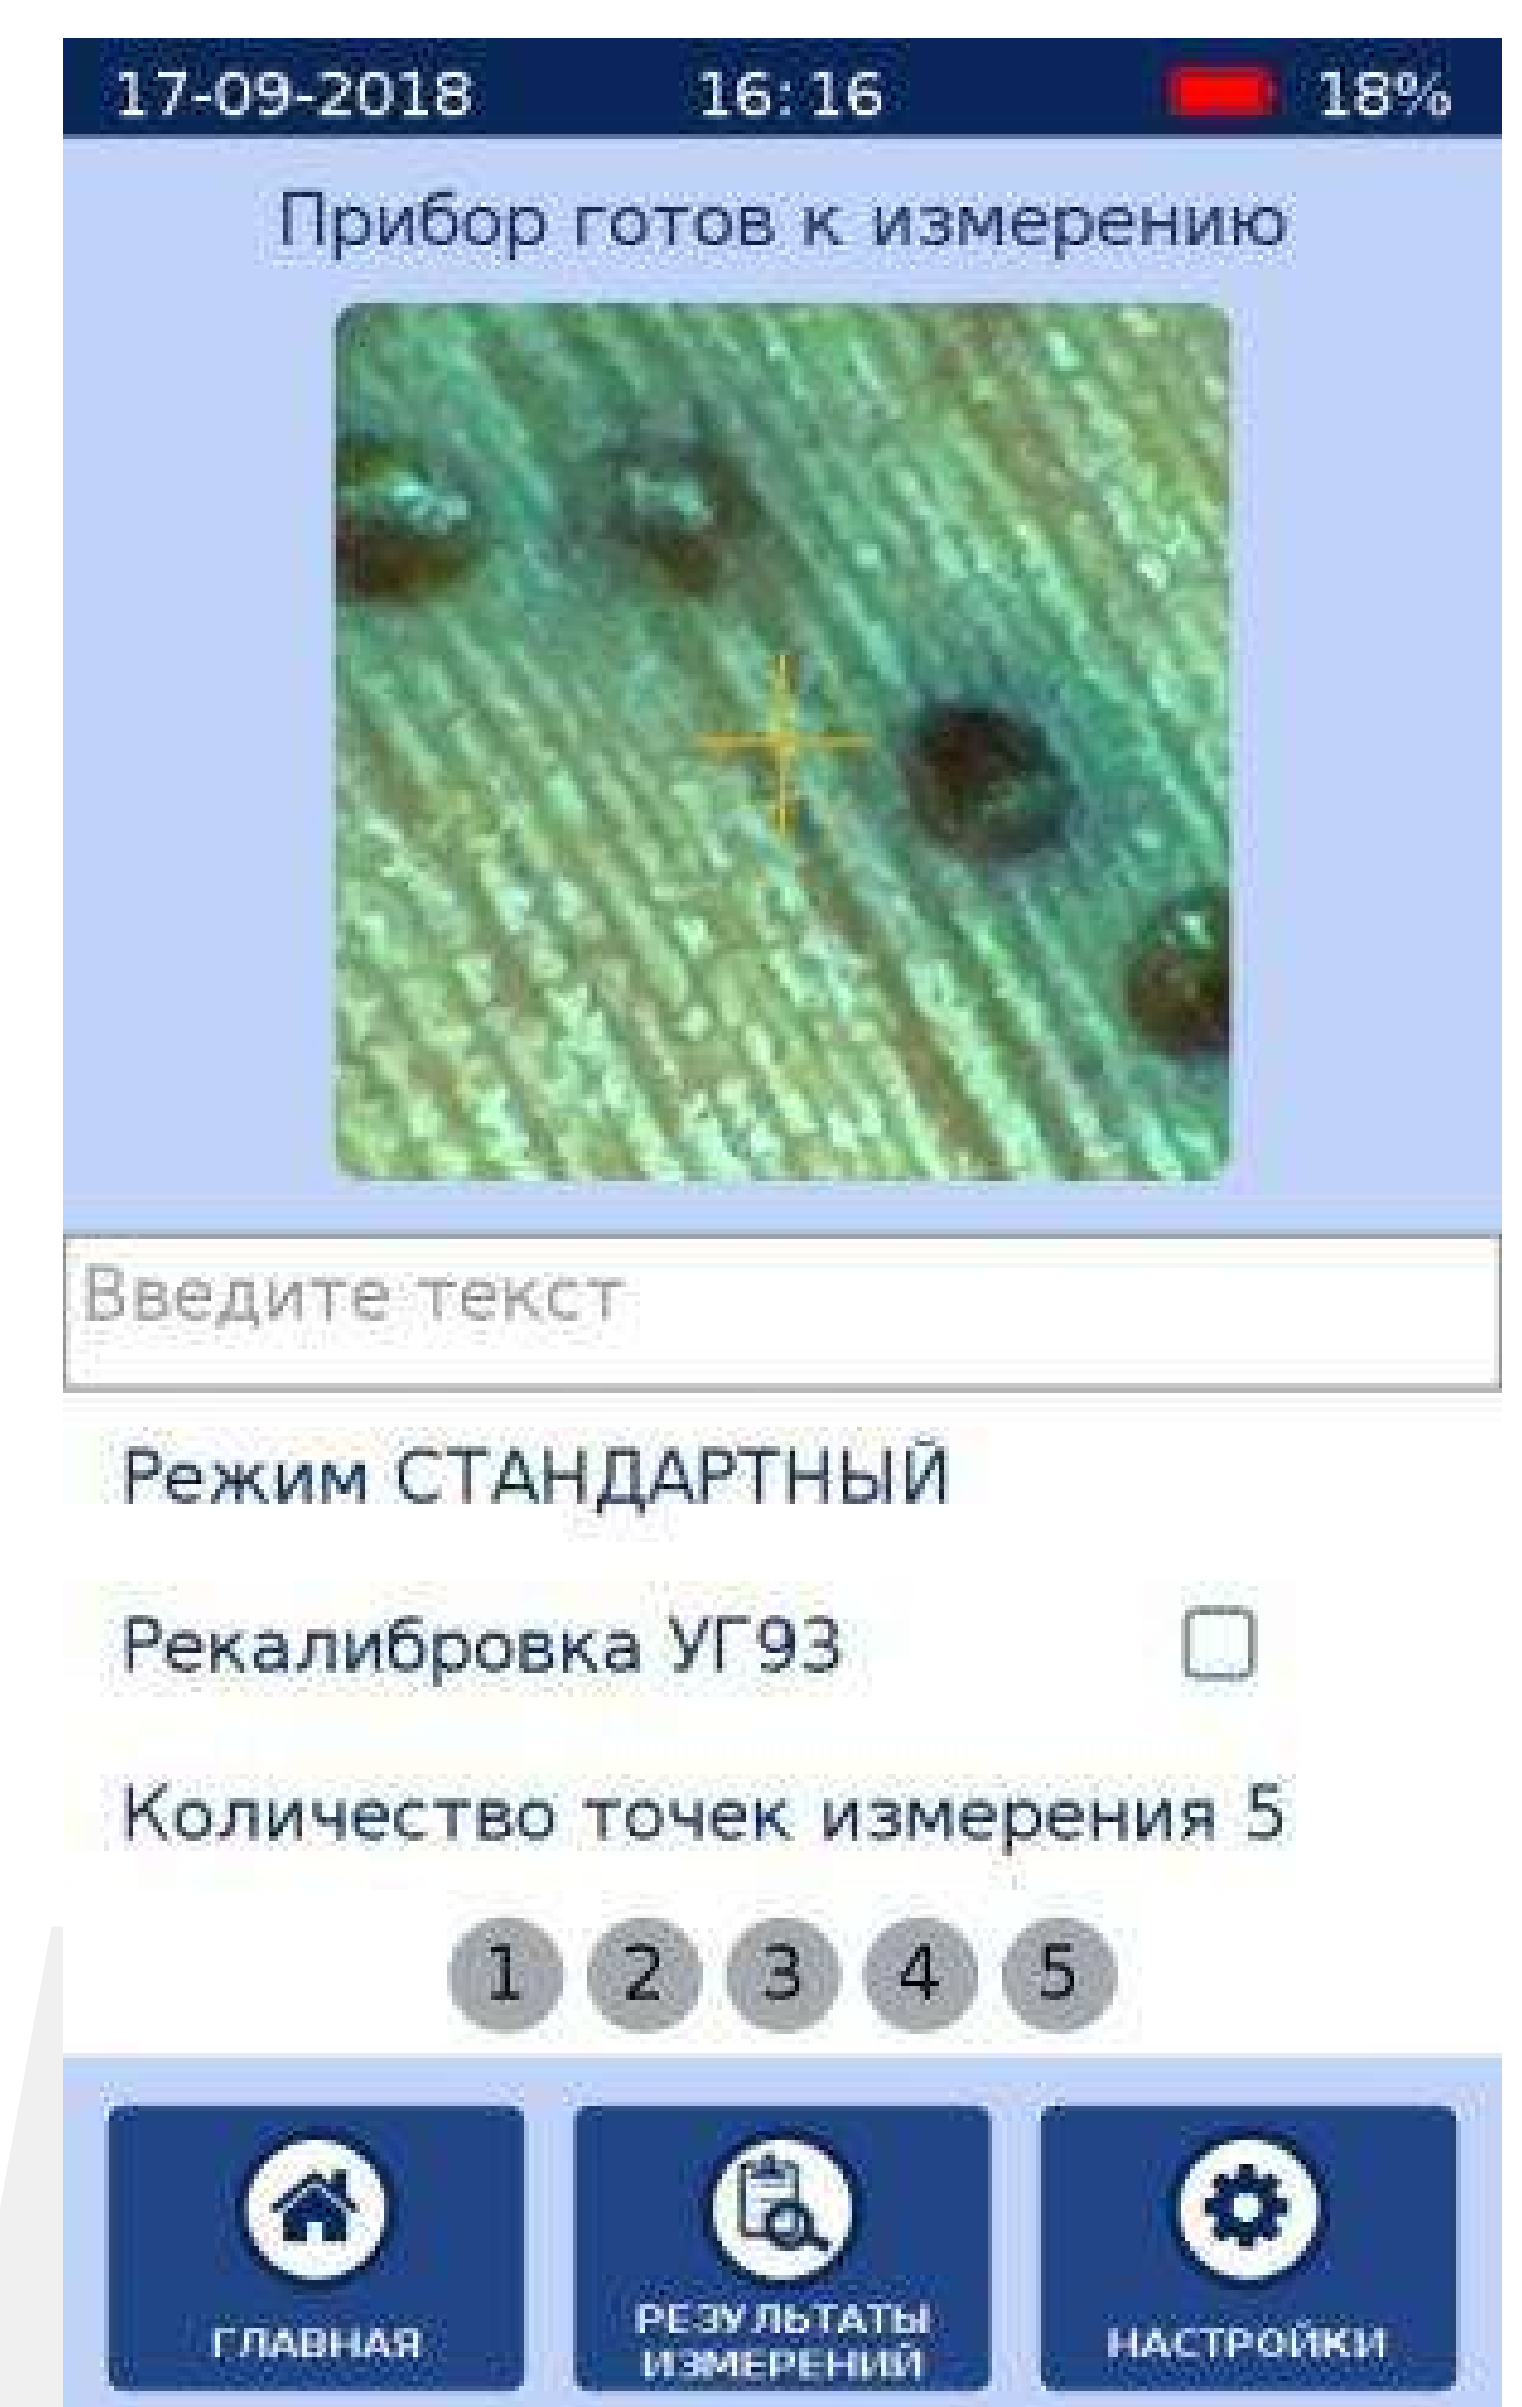 17-09-2018 16:16 18%
Прибор готов к измерению
Введите текст
Режим СТАНДАРТНЫЙ
Рекалибровка УГ93
Количество точек измерения 5
1 2 3 4 5
ГЛАВНАЯ
РЕЗУЛЬТАТЫ
ИЗМЕРЕНИЙ
НАСТРОЙКИ